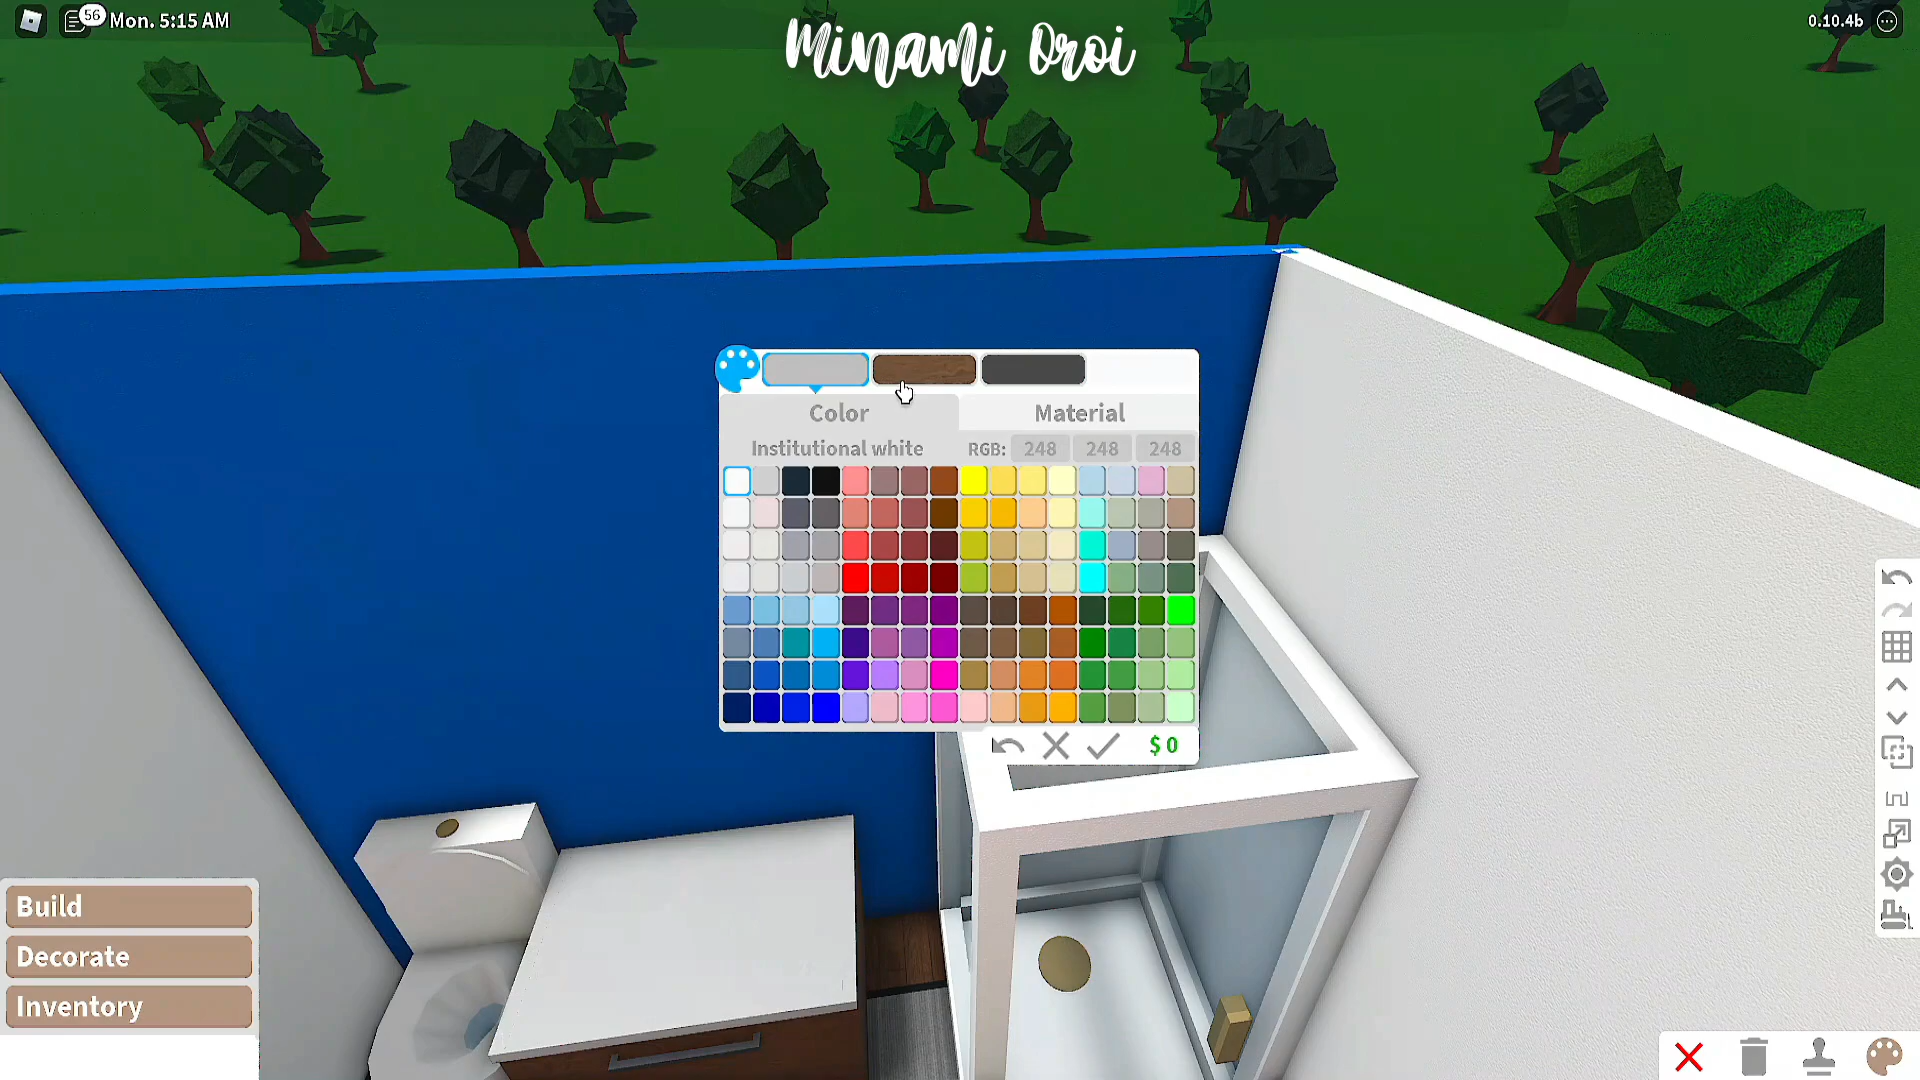 56
Mon. 5:15 AM
Minami Oroi
0.10.4b
Color
Material
Institutional white
RGB: 248 248 248
$ 0
Build
Decorate
Inventory